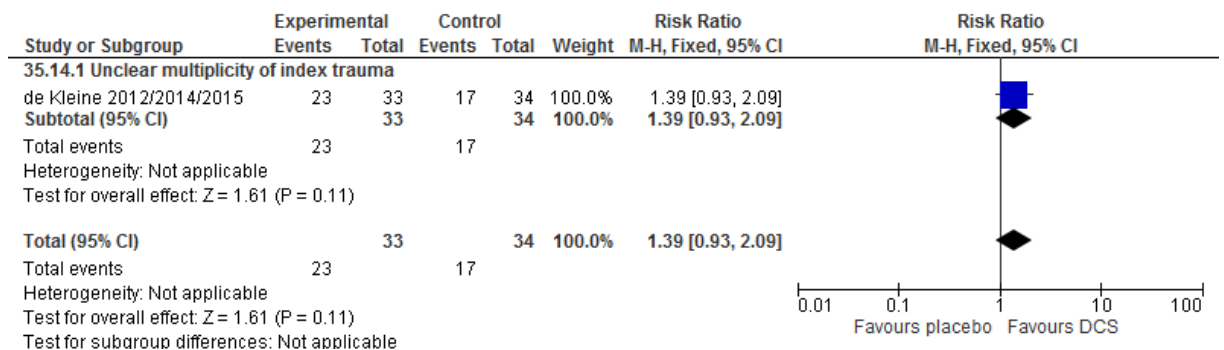 Experimental Control Risk Ratio Risk Ratio
Study or Subgroup Events Total Events Total Weight M-H, Fixed, 95% CI M-H, Fixed, 95% CI
35.14.1 Unclear multiplicity of index trauma
de Kleine 2012/2014/2015 23 33 17 34 100.0% 1.39 [0.93, 2.09]
Subtotal (95% CI) 33 34 100.0% 1.39 [0.93, 2.09]
Total events 23 17
Heterogeneity: Not applicable
Test for overall effect: Z = 1.61 (P = 0.11)
Total (95% CI) 33 34 100.0% 1.39 [0.93, 2.09]
Total events 23 17
Heterogeneity: Not applicable
Test for overall effect: Z = 1.61 (P = 0.11)
Test for subgroup differences: Not applicable
0.01 0.1 1 10 100
Favours placebo Favours DCS